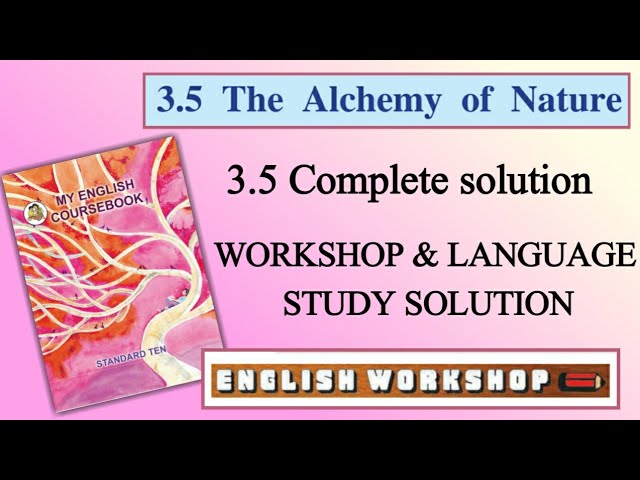 3.5 The Alchemy of Nature
3.5 Complete solution
MY ENGLISH
COURSEBOOK
WORKSHOP & LANGUAGE
STUDY SOLUTION
STANDARD TEN
ENGLISH WORKSHOP